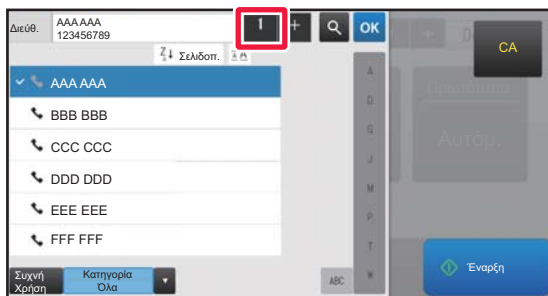 Διεύθ.
AAA AAA
123456789
1
+
OK
CA
Σελιδοπ.
AAA AAA
BBB BBB
CCC CCC
DDD DDD
EEE EEE
FFF FFF
A
D
G
J
M
P
T
W
Πρωτότυπο
Αυτόμ.
Συχνή
Χρήση
Κατηγορία
Όλα
ABC
Έναρξη